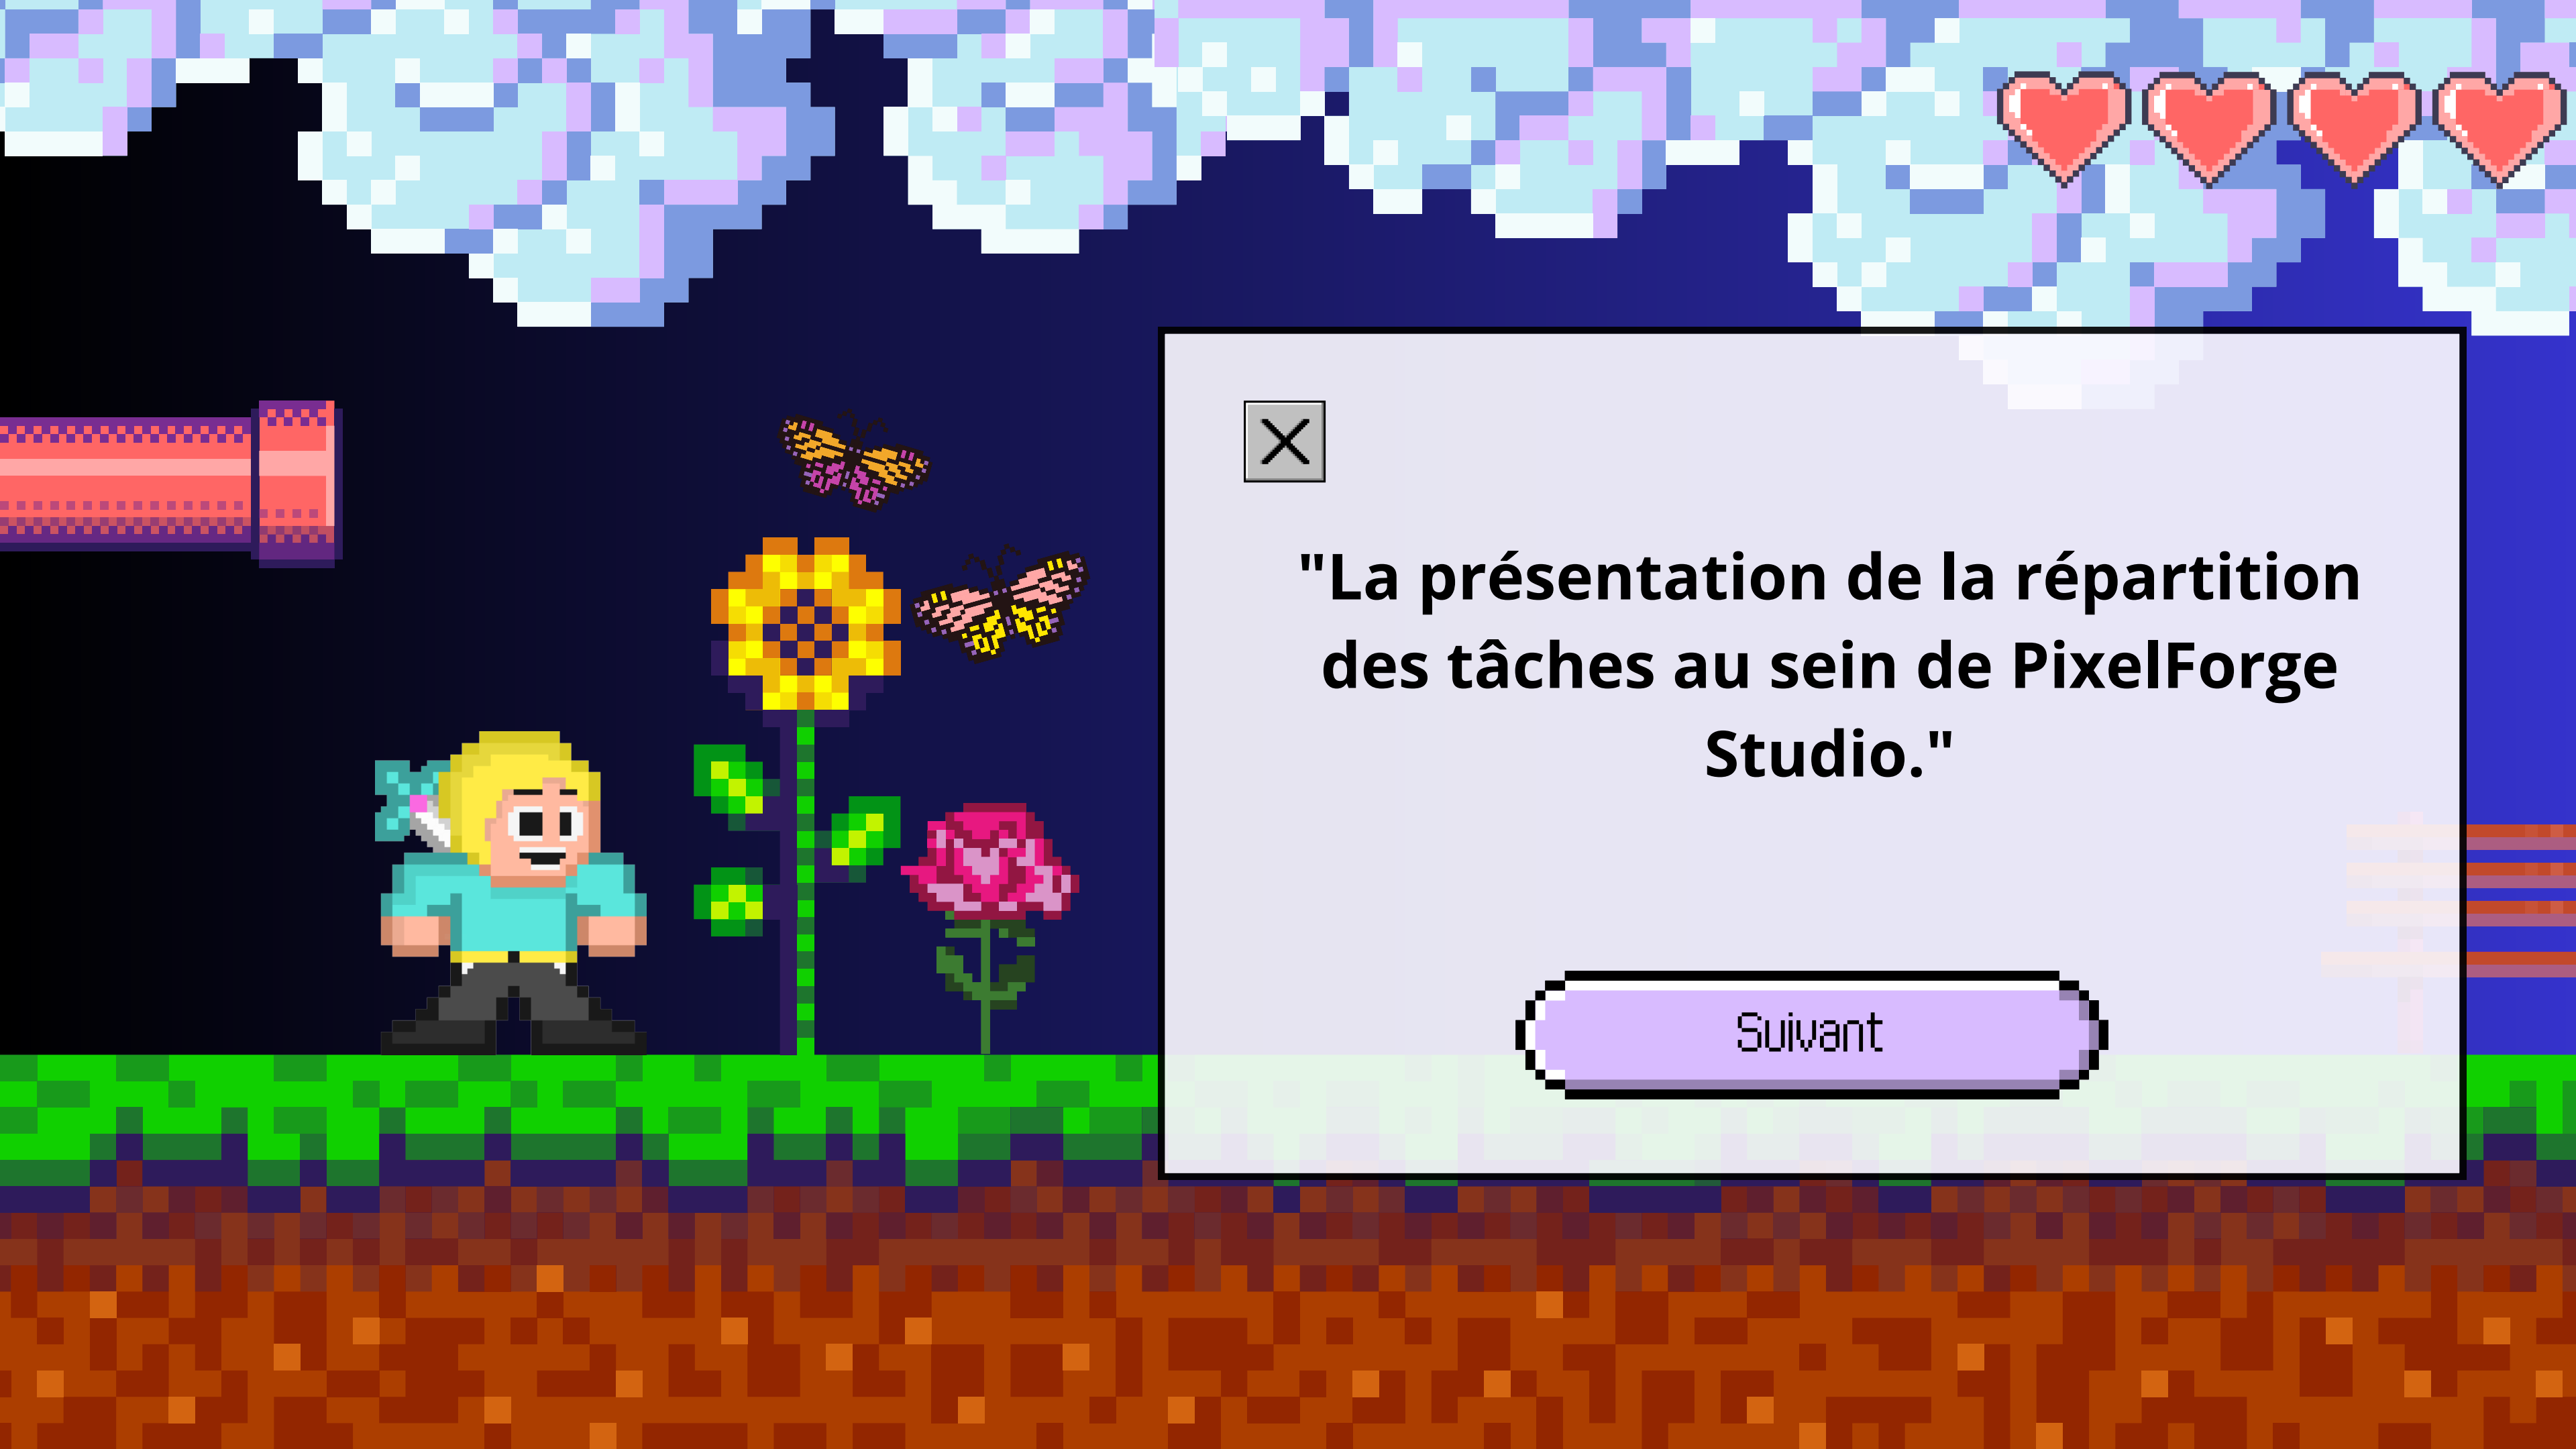 "La présentation de la répartition
des tâches au sein de PixelForge
Studio."
Suivant